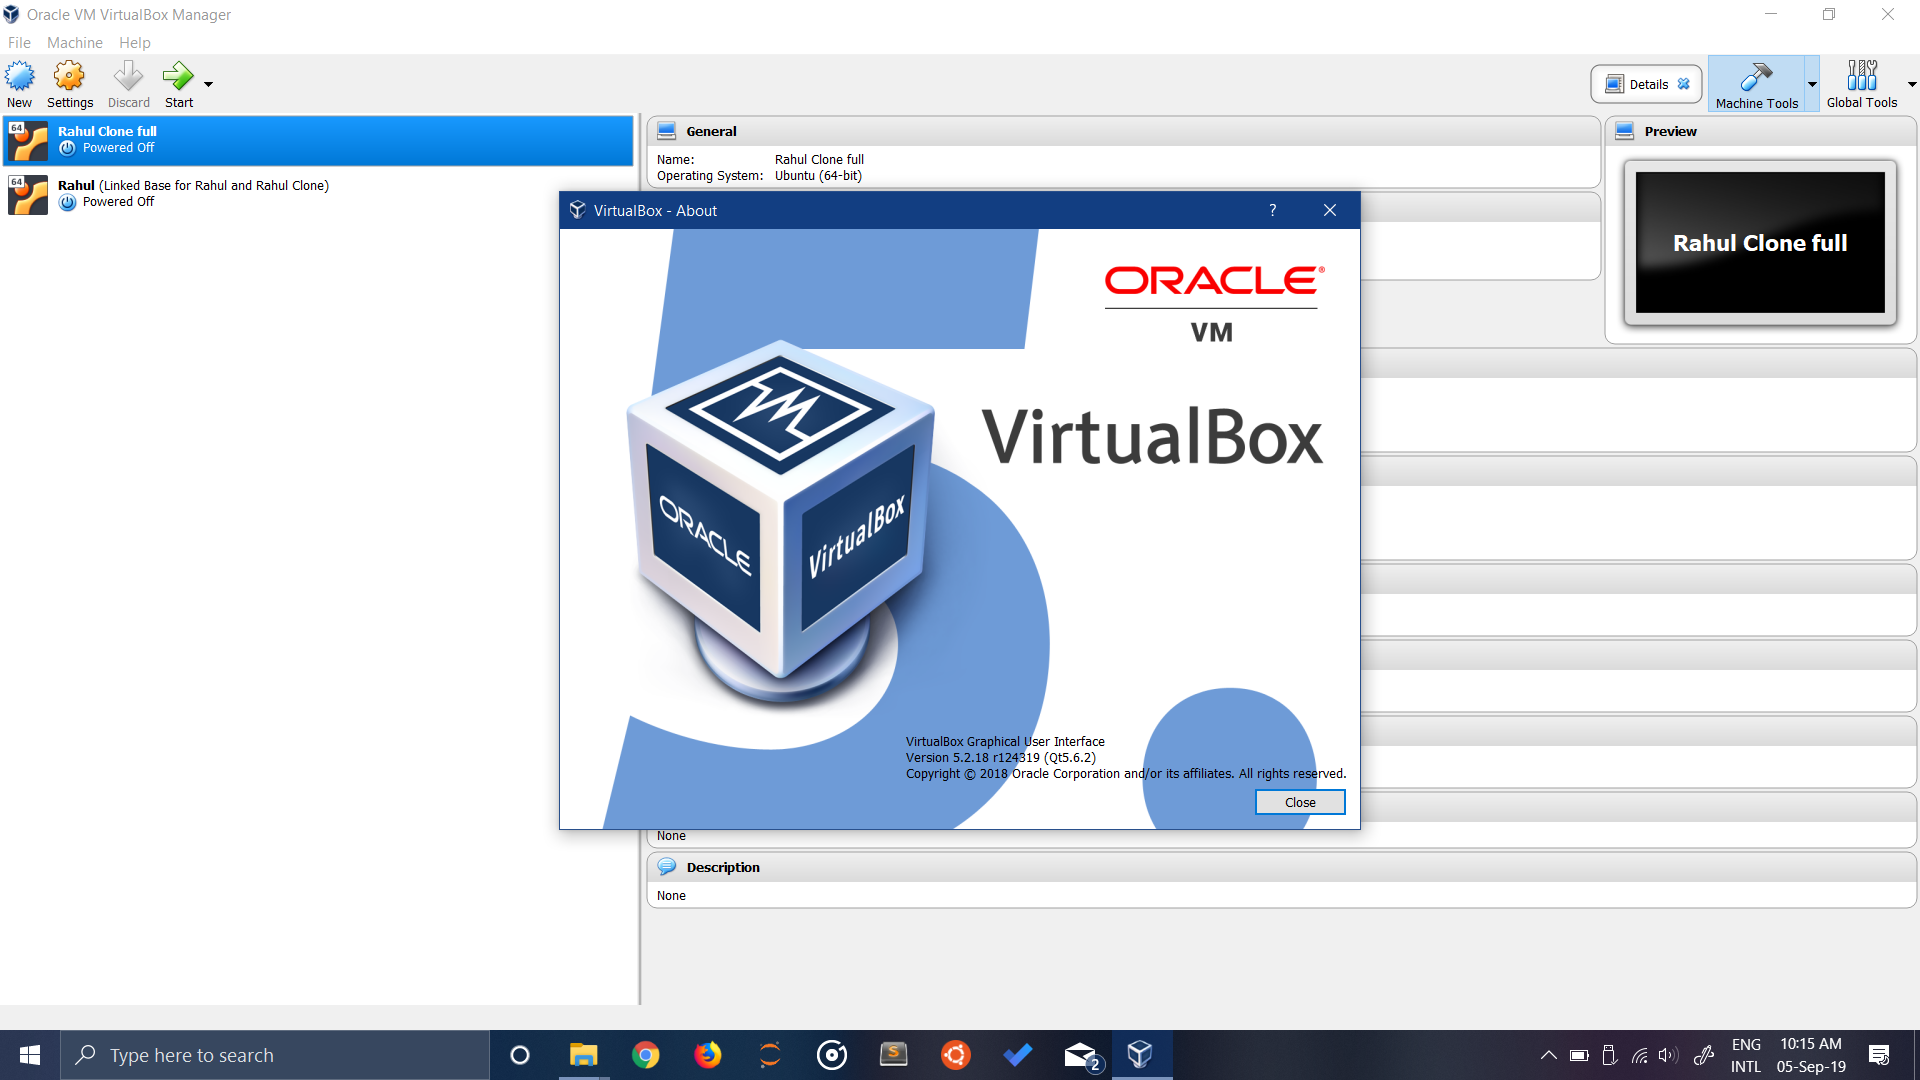 Oracle VM VirtualBox Manager
File Machine Help
New Settings Discard Start
Details Machine Tools Global Tools
64 Rahul Clone full
Powered Off
64 Rahul (Linked Base for Rahul and Rahul Clone)
Powered Off
General
Name: Rahul Clone full
Operating System: Ubuntu (64-bit)
Preview
Rahul Clone full
VirtualBox - About
?
ORACLE®
VM
VirtualBox
ORACLE
VirtualBox
VirtualBox Graphical User Interface
Version 5.2.18 r124319 (Qt5.6.2)
Copyright © 2018 Oracle Corporation and/or its affiliates. All rights reserved.
Close
None
Description
None
Type here to search
S
2
ENG
INTL
10:15 AM
05-Sep-19